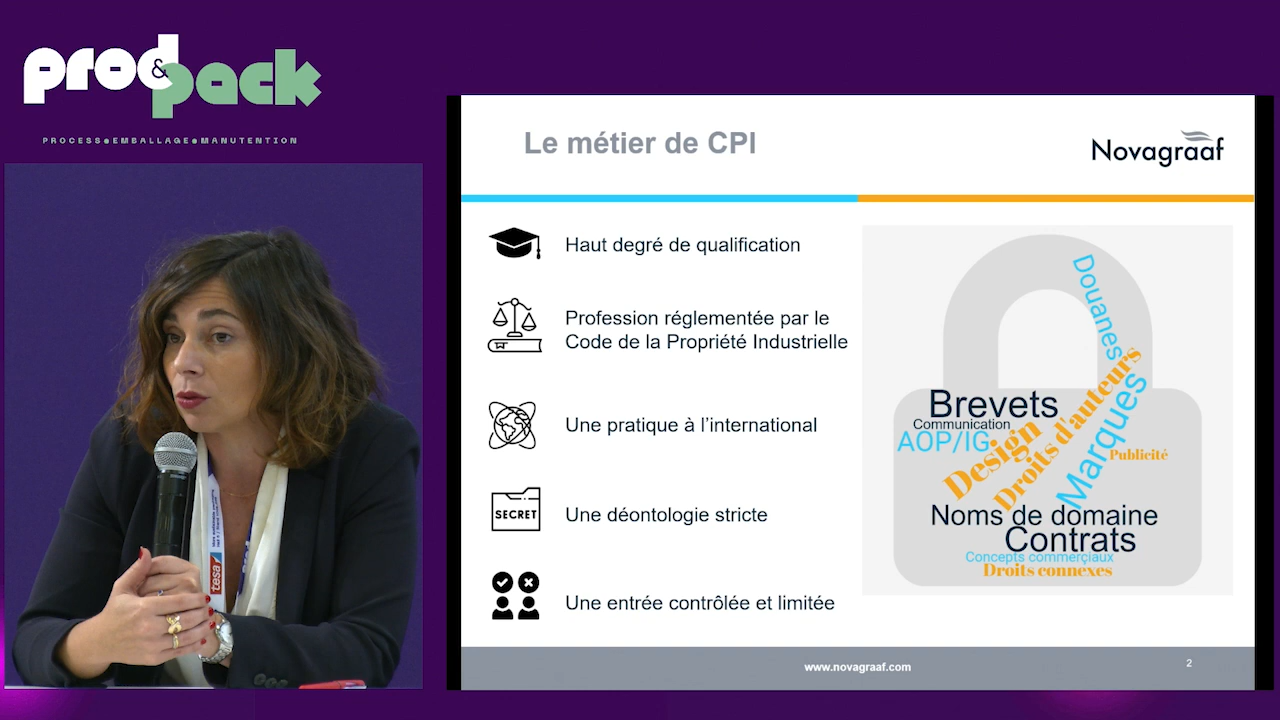 prod&pack
PROCESS•EMBALLAGE•MANUTENTION
Le métier de CPI
Novagraaf
Haut degré de qualification
Profession réglementée par le
Code de la Propriété Industrielle
Une pratique à l'international
SECRET
Une déontologie stricte
Une entrée contrôlée et limitée
Douanes
Brevets
Communication
AOP/IG
Design
Droits d'auteurs
Marques
Publicité
Noms de domaine
Contrats
Concepts commerçiaux
Droits connexes
www.novagraaf.com
2
tesa